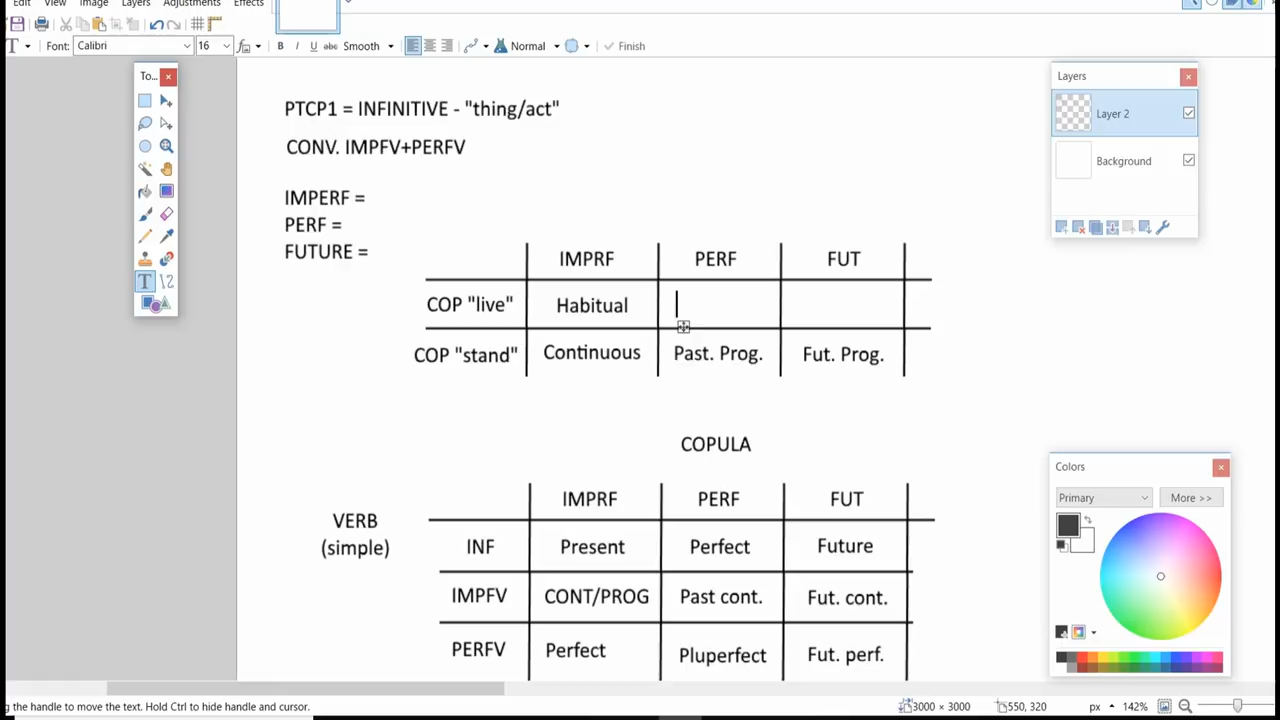 Edit View Image Layers Adjustments Effects
Font: Calibri 16 B I U abc Smooth Normal Finish
To...
Layers
Layer 2
Background
PTCP1 = INFINITIVE - "thing/act"
CONV. IMPFV+PERFV
IMPERF =
PERF =
FUTURE =
IMPRF PERF FUT
COP "live" Habitual
COP "stand" Continuous Past. Prog. Fut. Prog.
COPULA
IMPRF PERF FUT
VERB
(simple)
INF Present Perfect Future
IMPFV CONT/PROG Past cont. Fut. cont.
PERFV Perfect Pluperfect Fut. perf.
Colors
Primary More >>
g the handle to move the text. Hold Ctrl to hide handle and cursor. 3000 × 3000 550, 320 px 142%